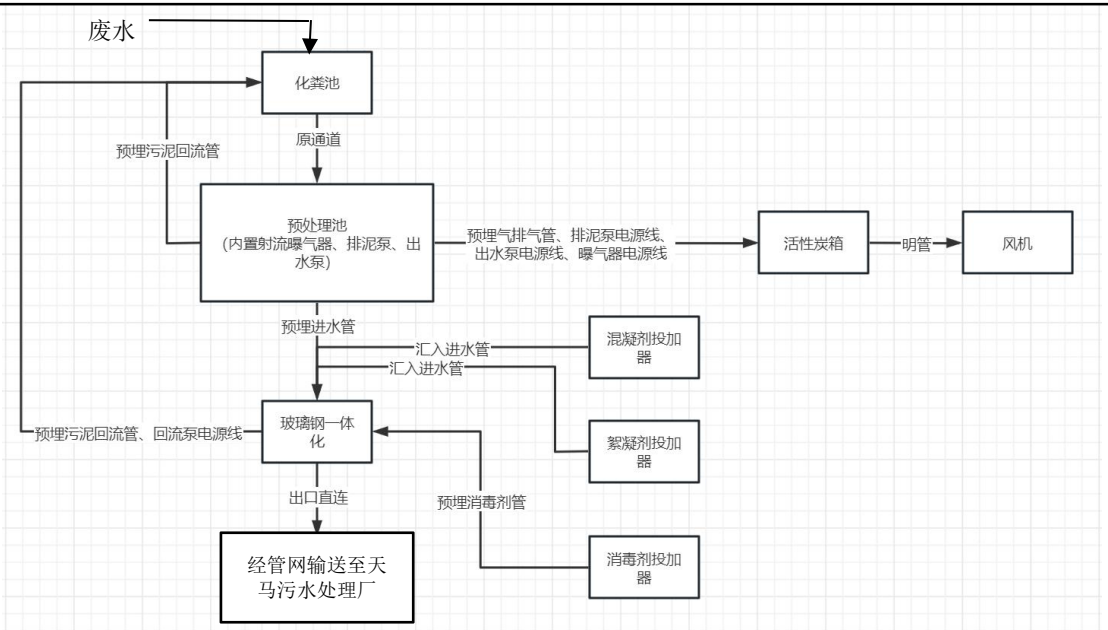 废水
化粪池
原通道
预埋污泥回流管
预处理池
(内置射流曝气器、排泥泵、出
水泵)
预埋气排气管、排泥泵电源线、
出水泵电源线、曝气器电源线
活性炭箱
明管
风机
预埋进水管
汇入进水管
混凝剂投加
器
汇入进水管
玻璃钢一体
化
预埋污泥回流管、回流泵电源线
絮凝剂投加
器
出口直连
预埋消毒剂管
经管网输送至天
马污水处理厂
消毒剂投加
器